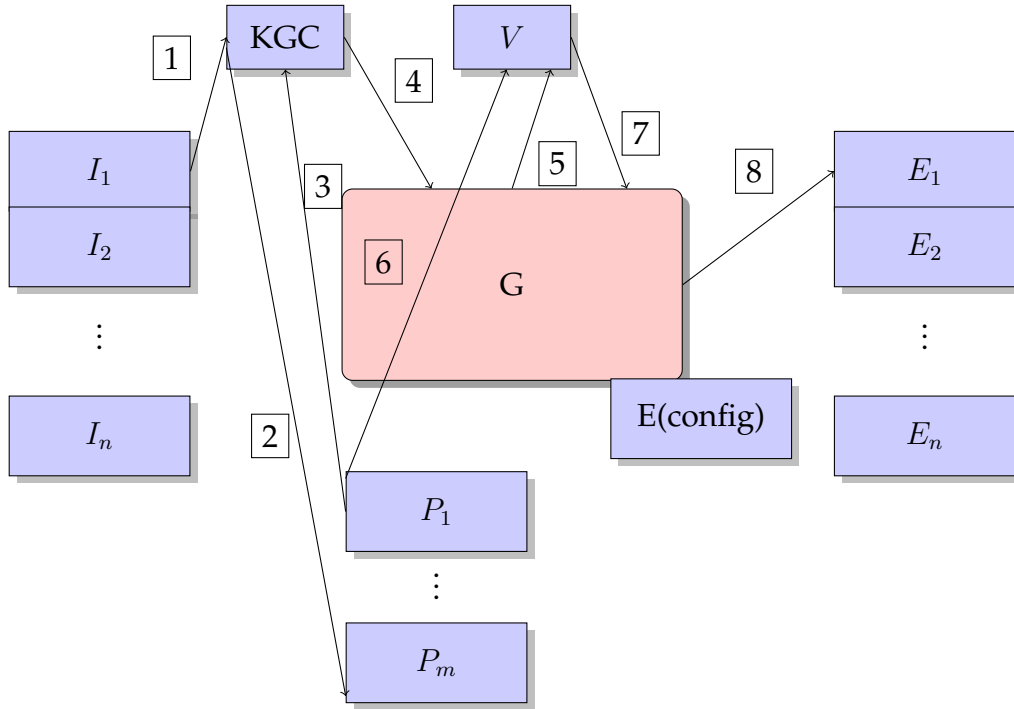 KGC
V
1
4
7
I₁
3
5
8
E₁
I₂
6
G
E₂
⋮
⋮
Iₙ
2
E(config)
Eₙ
P₁
⋮
Pₘ